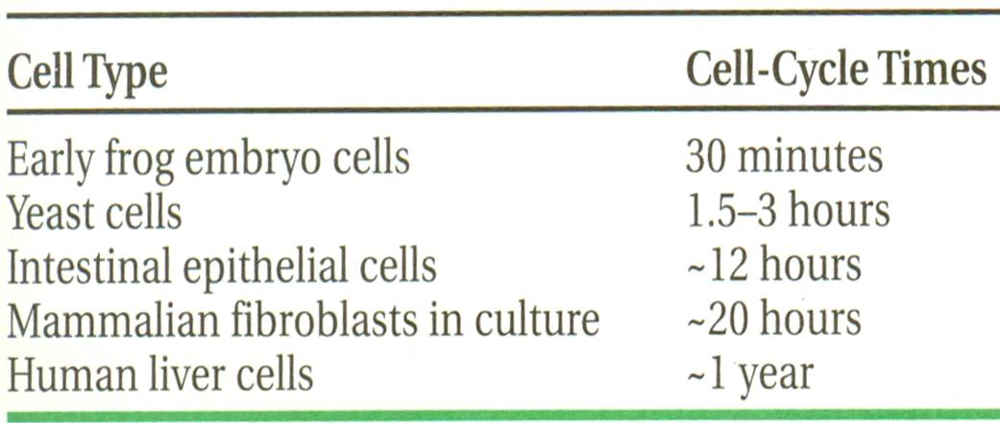 Cell Type Cell-Cycle Times
Early frog embryo cells 30 minutes
Yeast cells 1.5–3 hours
Intestinal epithelial cells ~12 hours
Mammalian fibroblasts in culture ~20 hours
Human liver cells ~1 year